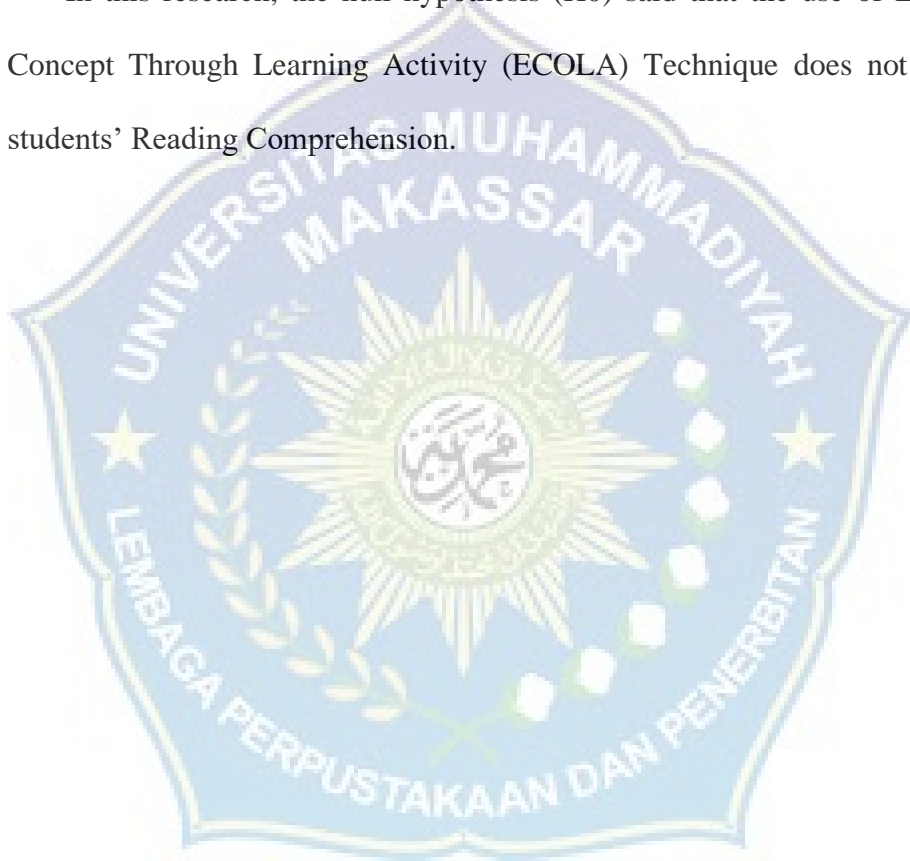 In this research, the null hypothesis (H0) said that the use of
Concept Through Learning Activity (ECOLA) Technique does not
students’ Reading Comprehension.
UNIVERSITAS MUHAMMADIYAH
MAKASSAR
LEMBAGA PERPUSTAKAAN DAN PENERBITAN